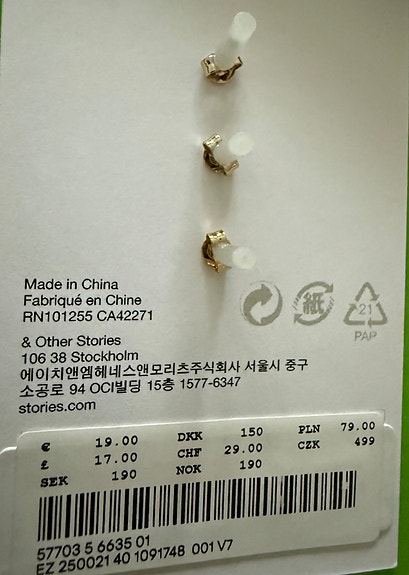 Made in China
Fabriqué en Chine
RN101255 CA42271
紙
21
PAP
& Other Stories
106 38 Stockholm
에이치앤엠헤네스앤모리츠주식회사 서울시 중구
소공로 94 OCI빌딩 15층 1577-6347
stories.com
€ 19.00 DKK 150 PLN 79.00
£ 17.00 CHF 29.00 CZK 499
SEK 190 NOK 190
57703 5 6635 01
EZ 250021 40 1091748 001 V7